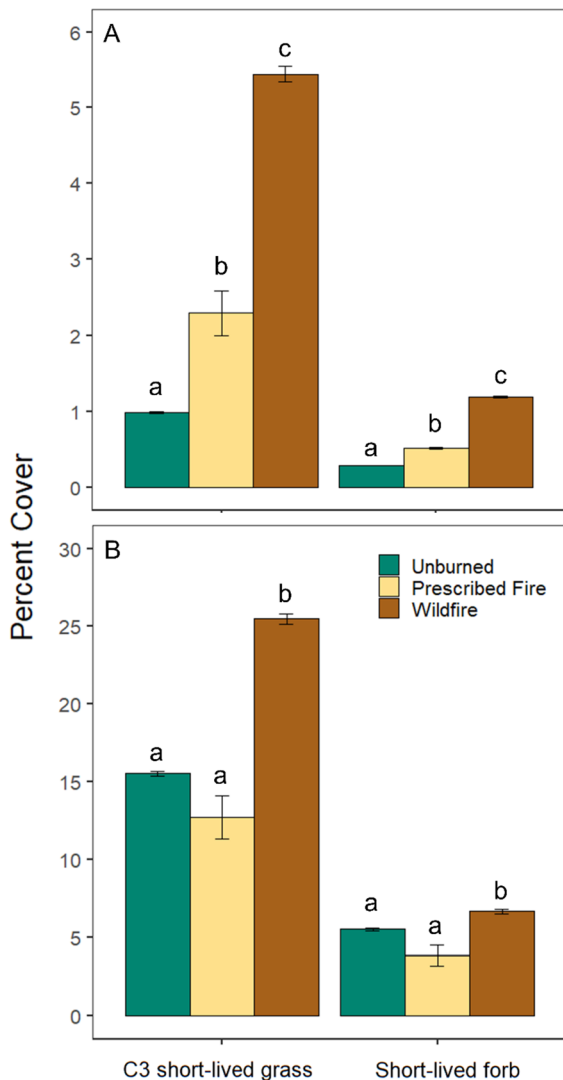 Percent Cover
A
6
5
4
3
2
1
0
a
b
c
a
b
c
B
30
25
20
15
10
5
0
Unburned
Prescribed Fire
Wildfire
a
a
b
a
a
b
C3 short-lived grass
Short-lived forb